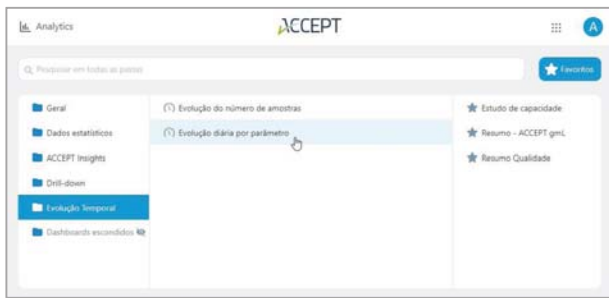 Analytics
ACCEPT
A
Pesquisar em todas as pastas
Favoritos
Geral
Dados estatísticos
ACCEPT Insights
Drill-down
Evolução Temporal
Dashboards escondidos
Evolução do número de amostras
Evolução diária por parâmetro
Estudo de capacidade
Resumo - ACCEPT gmL
Resumo Qualidade